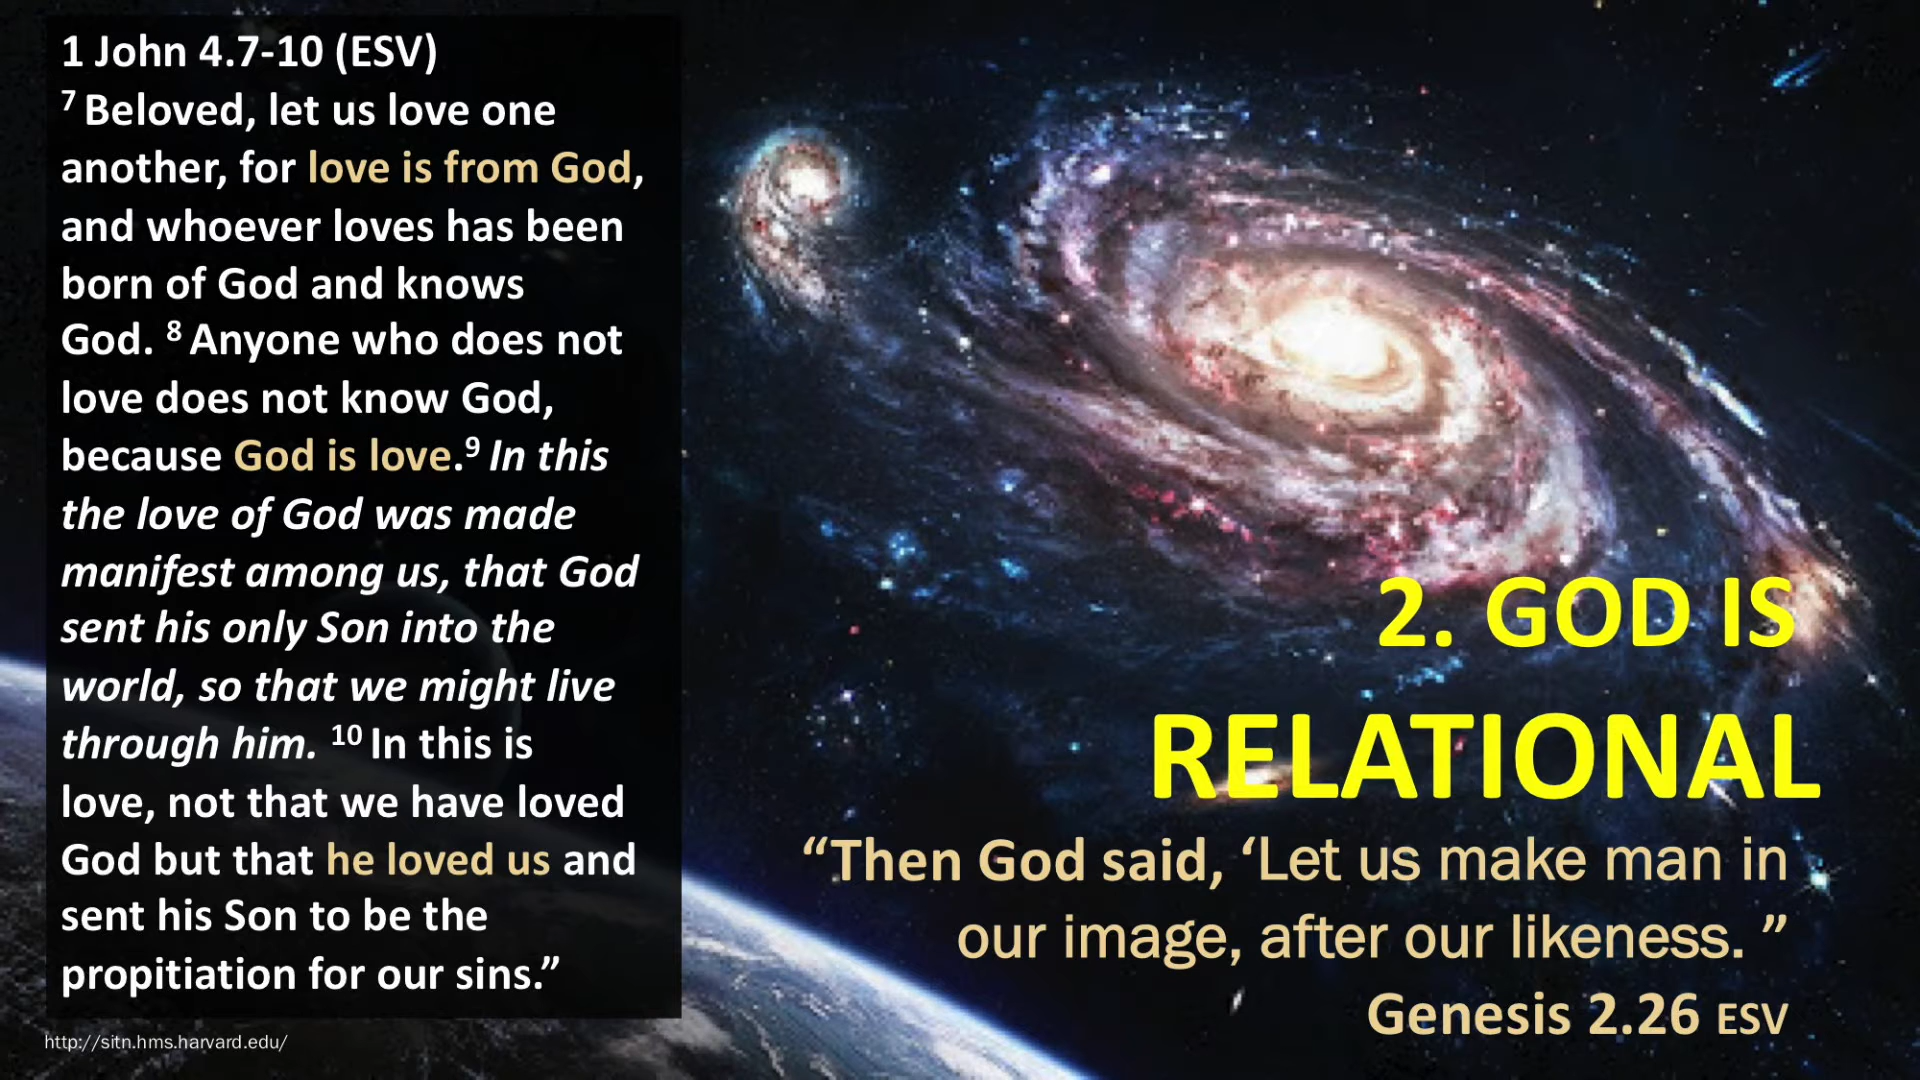 1 John 4.7-10 (ESV)
7 Beloved, let us love one
another, for love is from God,
and whoever loves has been
born of God and knows
God. 8 Anyone who does not
love does not know God,
because God is love.9 In this
the love of God was made
manifest among us, that God
sent his only Son into the
world, so that we might live
through him. 10 In this is
love, not that we have loved
God but that he loved us and
sent his Son to be the
propitiation for our sins.”
http://sitn.hms.harvard.edu/
2. GOD IS
RELATIONAL
“Then God said, ‘Let us make man in
our image, after our likeness. ”
Genesis 2.26 ESV